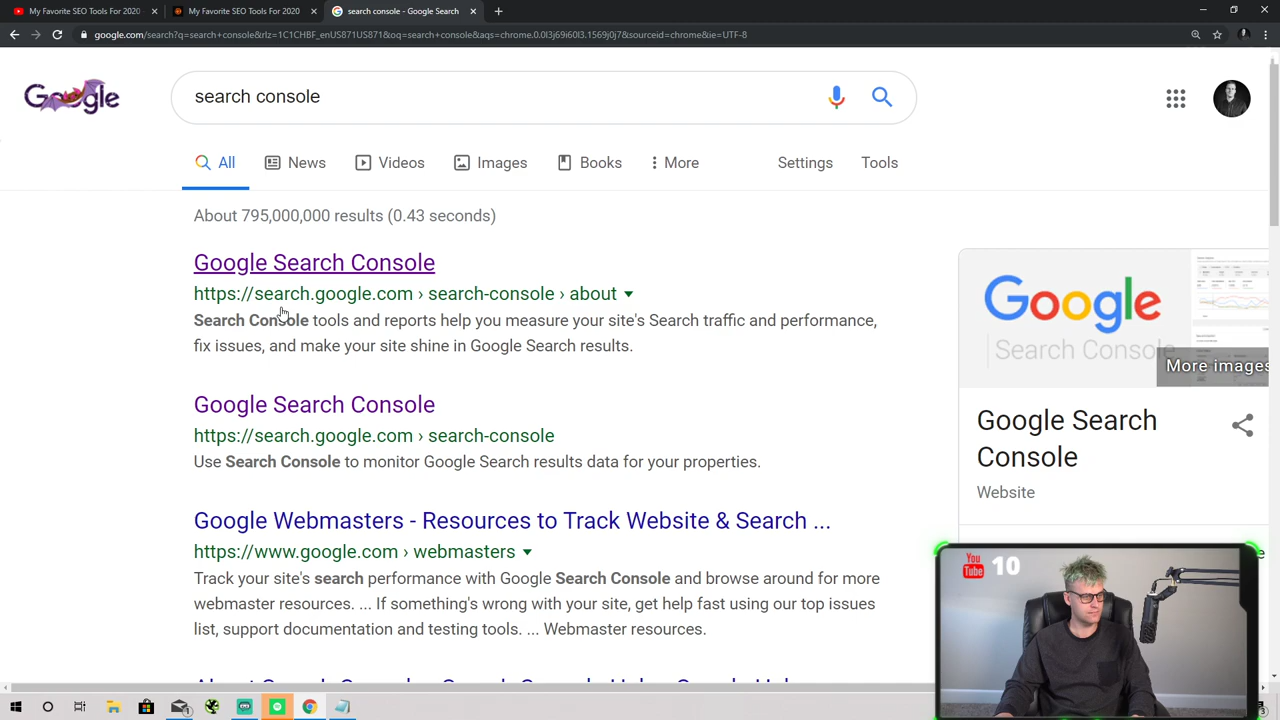 My Favorite SEO Tools For 2020
My Favorite SEO Tools For 2020
search console - Google Search
google.com/search?q=search+console&rlz=1C1CHBF_enUS871US871&oq=search+console&aqs=chrome.0.0l3j69i60l3.1569j0j7&sourceid=chrome&ie=UTF-8
Google
search console
All
News
Videos
Images
Books
More
Settings
Tools
About 795,000,000 results (0.43 seconds)
Google Search Console
https://search.google.com › search-console › about
Search Console tools and reports help you measure your site's Search traffic and performance,
fix issues, and make your site shine in Google Search results.
Google Search Console
https://search.google.com › search-console
Use Search Console to monitor Google Search results data for your properties.
Google Webmasters - Resources to Track Website & Search ...
https://www.google.com › webmasters
Track your site's search performance with Google Search Console and browse around for more
webmaster resources. ... If something's wrong with your site, get help fast using our top issues
list, support documentation and testing tools. ... Webmaster resources.
Google
Search Console
More images
Google Search
Console
Website
You
Tube
10